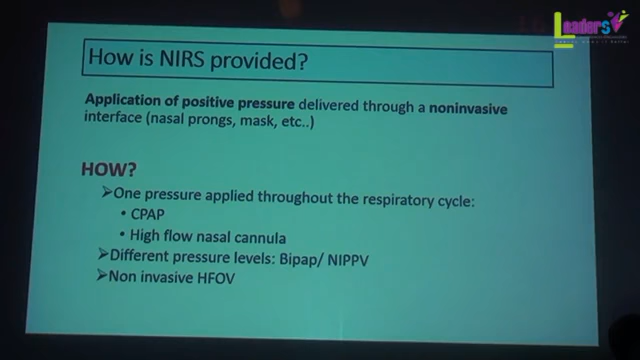 Leaders
How is NIRS provided?
Application of positive pressure delivered through a noninvasive
interface (nasal prongs, mask, etc..)
HOW?
➢One pressure applied throughout the respiratory cycle:
• CPAP
• High flow nasal cannula
➢Different pressure levels: Bipap/ NIPPV
➢Non invasive HFOV